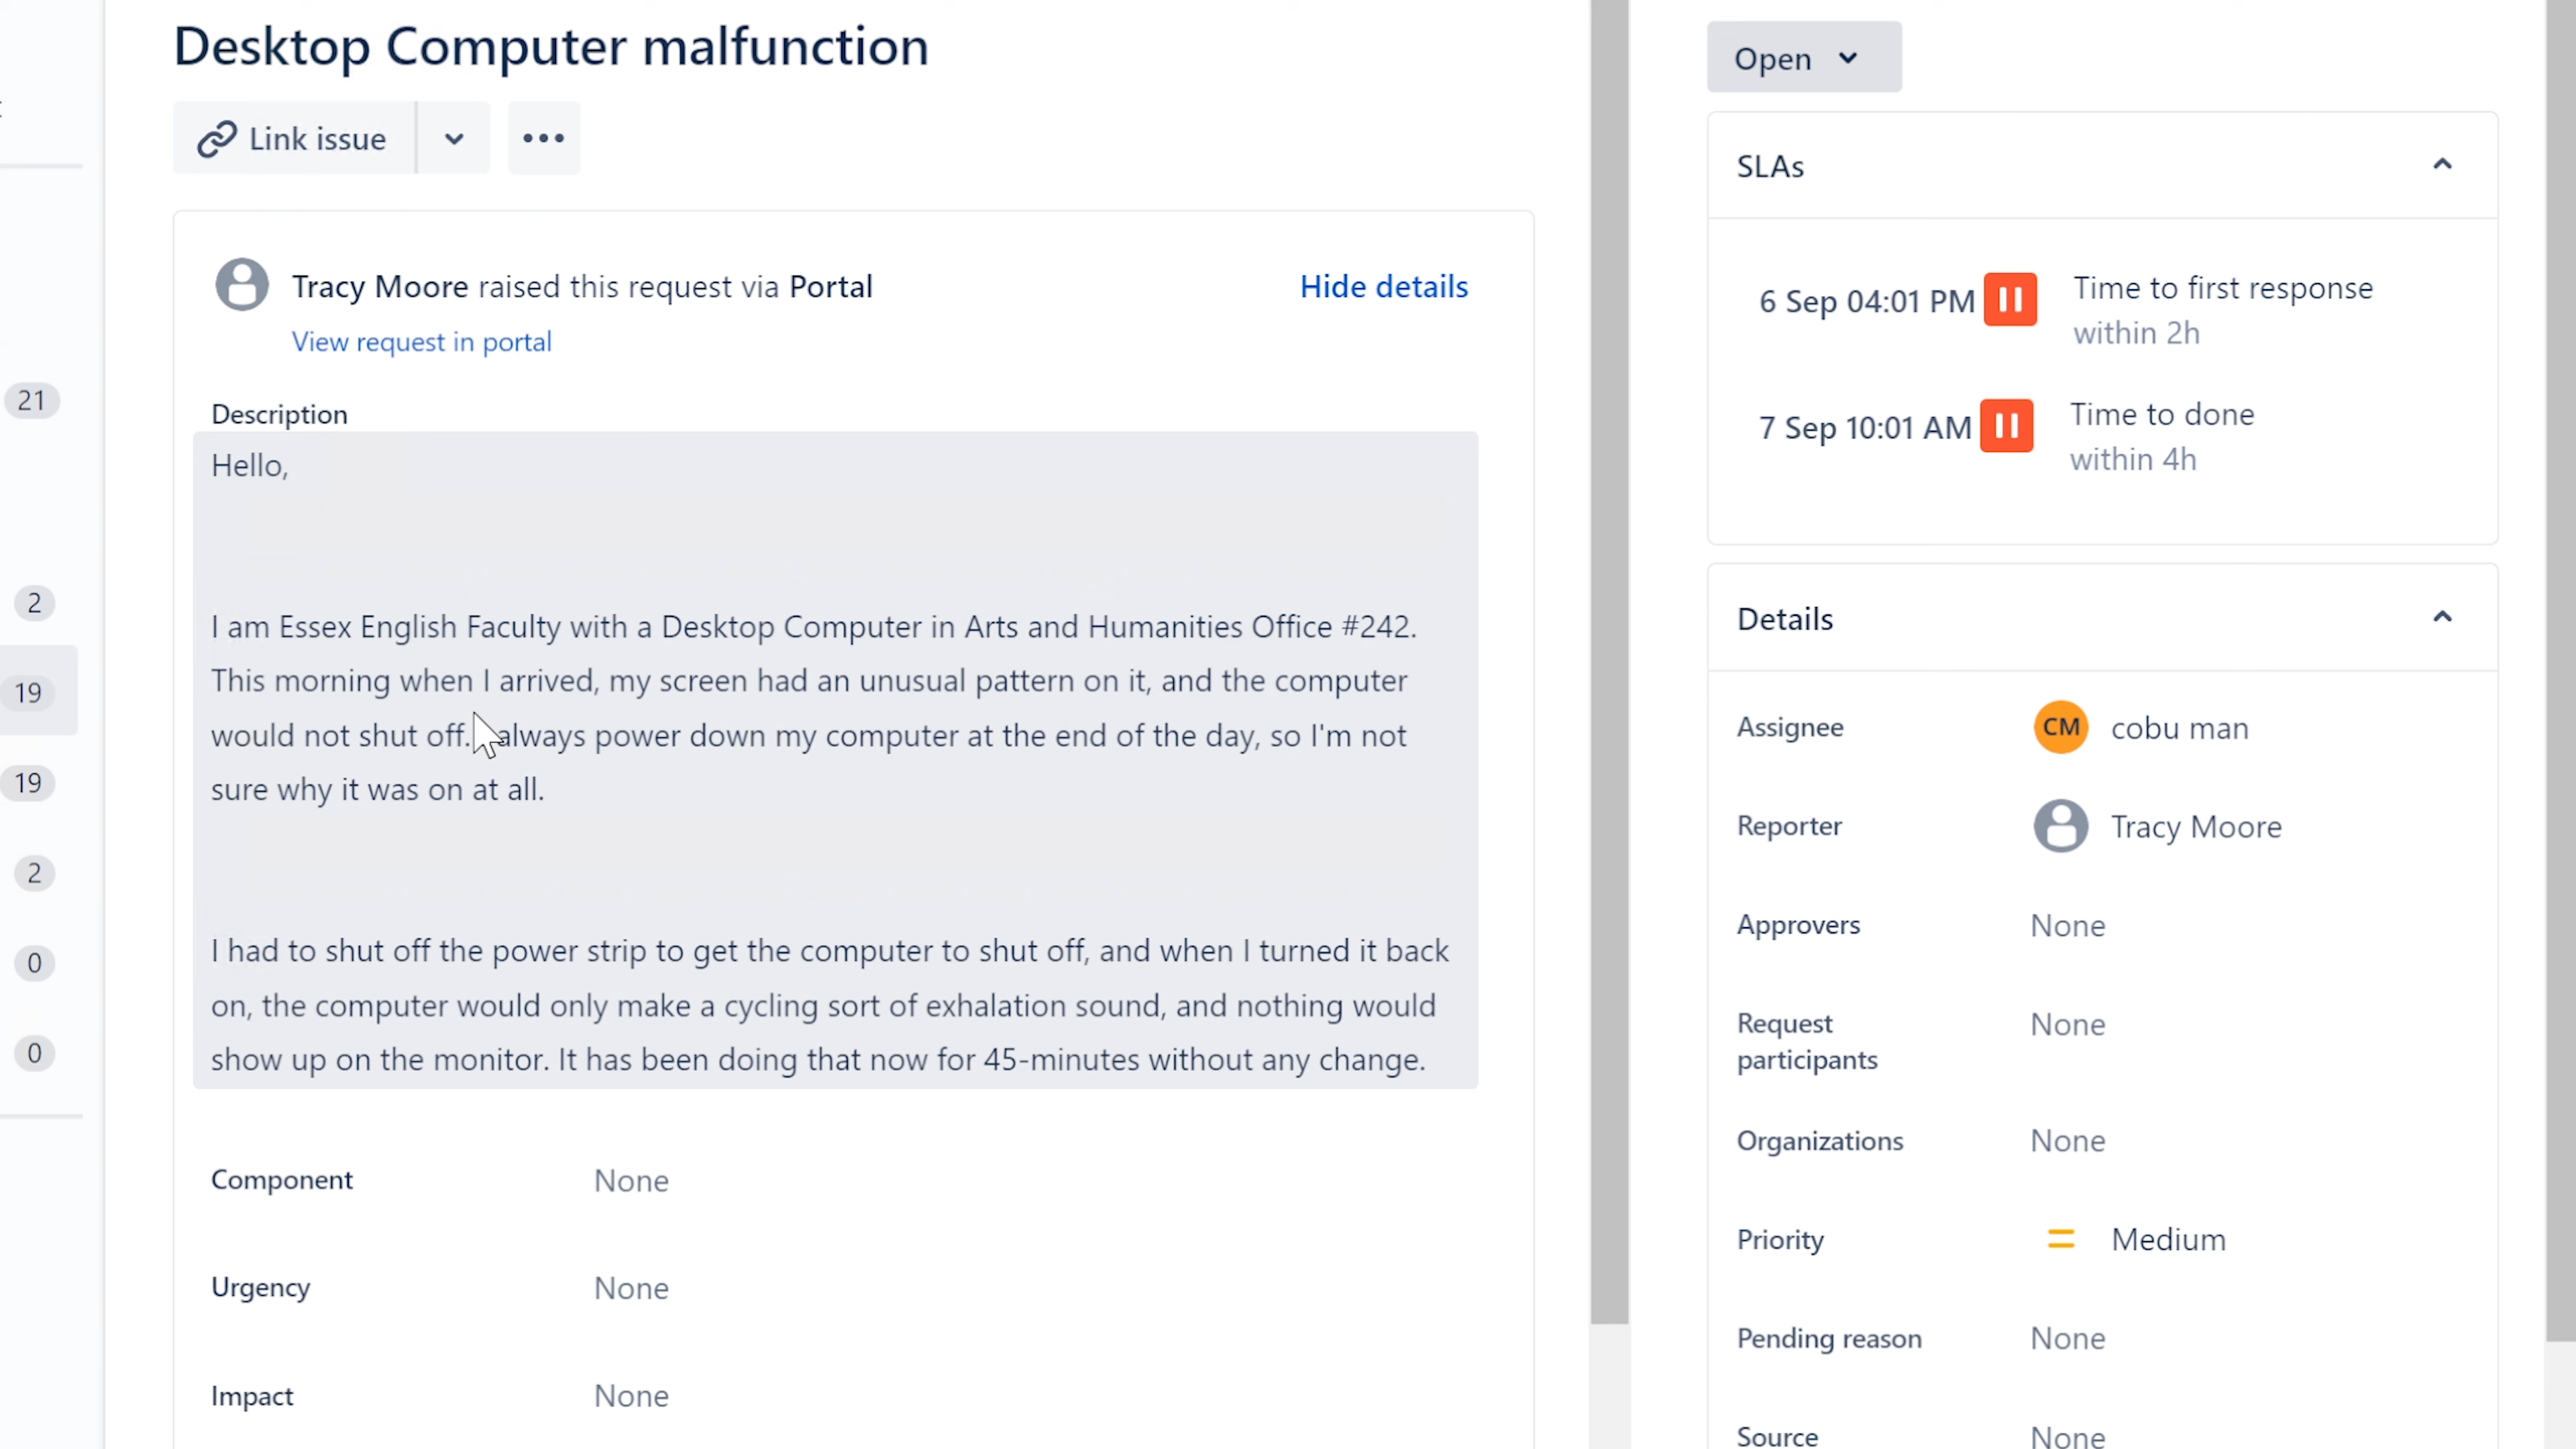 Desktop Computer malfunction
Link issue
Tracy Moore raised this request via Portal
Hide details
View request in portal
Description
Hello,
I am Essex English Faculty with a Desktop Computer in Arts and Humanities Office #242.
This morning when I arrived, my screen had an unusual pattern on it, and the computer
would not shut off. always power down my computer at the end of the day, so I'm not
sure why it was on at all.
I had to shut off the power strip to get the computer to shut off, and when I turned it back
on, the computer would only make a cycling sort of exhalation sound, and nothing would
show up on the monitor. It has been doing that now for 45-minutes without any change.
Component None
Urgency None
Impact None
21
2
19
19
2
0
0
Open
SLAs
6 Sep 04:01 PM Time to first response
within 2h
7 Sep 10:01 AM Time to done
within 4h
Details
Assignee CM cobu man
Reporter Tracy Moore
Approvers None
Request None
participants
Organizations None
Priority Medium
Pending reason None
Source None